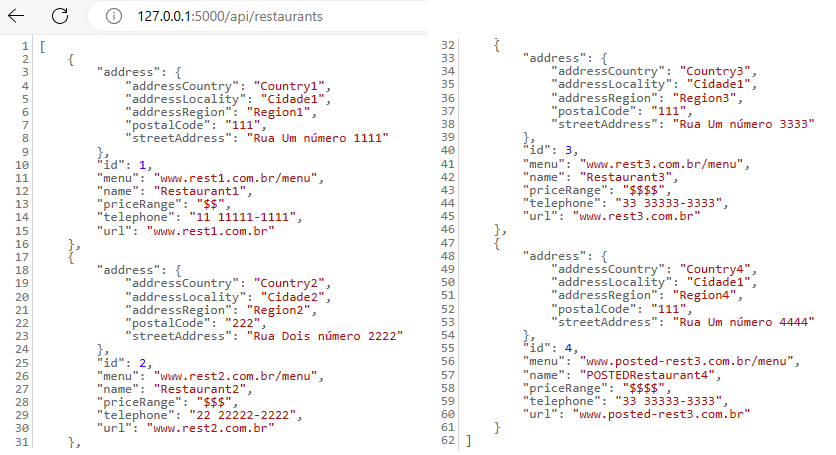 127.0.0.1:5000/api/restaurants
1 [
2 {
3 "address": {
4 "addressCountry": "Country1",
5 "addressLocality": "Cidade1",
6 "addressRegion": "Region1",
7 "postalCode": "111",
8 "streetAddress": "Rua Um número 1111"
9 },
10 "id": 1,
11 "menu": "www.rest1.com.br/menu",
12 "name": "Restaurant1",
13 "priceRange": "$$",
14 "telephone": "11 11111-1111",
15 "url": "www.rest1.com.br"
16 },
17 {
18 "address": {
19 "addressCountry": "Country2",
20 "addressLocality": "Cidade2",
21 "addressRegion": "Region2",
22 "postalCode": "222",
23 "streetAddress": "Rua Dois número 2222"
24 },
25 "id": 2,
26 "menu": "www.rest2.com.br/menu",
27 "name": "Restaurant2",
28 "priceRange": "$$$",
29 "telephone": "22 22222-2222",
30 "url": "www.rest2.com.br"
31 },
32 {
33 "address": {
34 "addressCountry": "Country3",
35 "addressLocality": "Cidade1",
36 "addressRegion": "Region3",
37 "postalCode": "111",
38 "streetAddress": "Rua Um número 3333"
39 },
40 "id": 3,
41 "menu": "www.rest3.com.br/menu",
42 "name": "Restaurant3",
43 "priceRange": "$$$$",
44 "telephone": "33 33333-3333",
45 "url": "www.rest3.com.br"
46 },
47 {
48 "address": {
49 "addressCountry": "Country4",
50 "addressLocality": "Cidade1",
51 "addressRegion": "Region4",
52 "postalCode": "111",
53 "streetAddress": "Rua Um número 4444"
54 },
55 "id": 4,
56 "menu": "www.posted-rest3.com.br/menu",
57 "name": "POSTEDRestaurant4",
58 "priceRange": "$$$$",
59 "telephone": "33 33333-3333",
60 "url": "www.posted-rest3.com.br"
61 }
62 ]